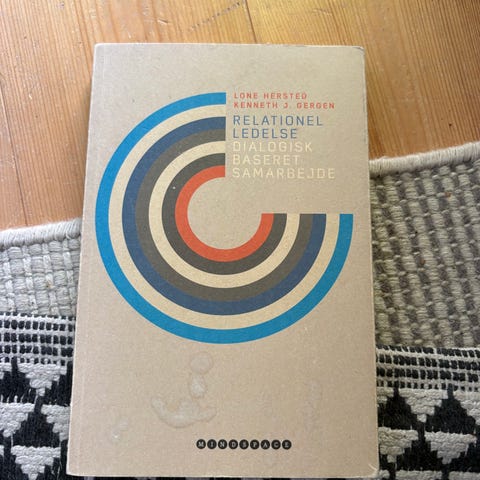 LONE HERSTED
KENNETH J. GERGEN
RELATIONEL
LEDELSE
DIALOGISK
BASERET
SAMARBEJDE
MINDSPACE